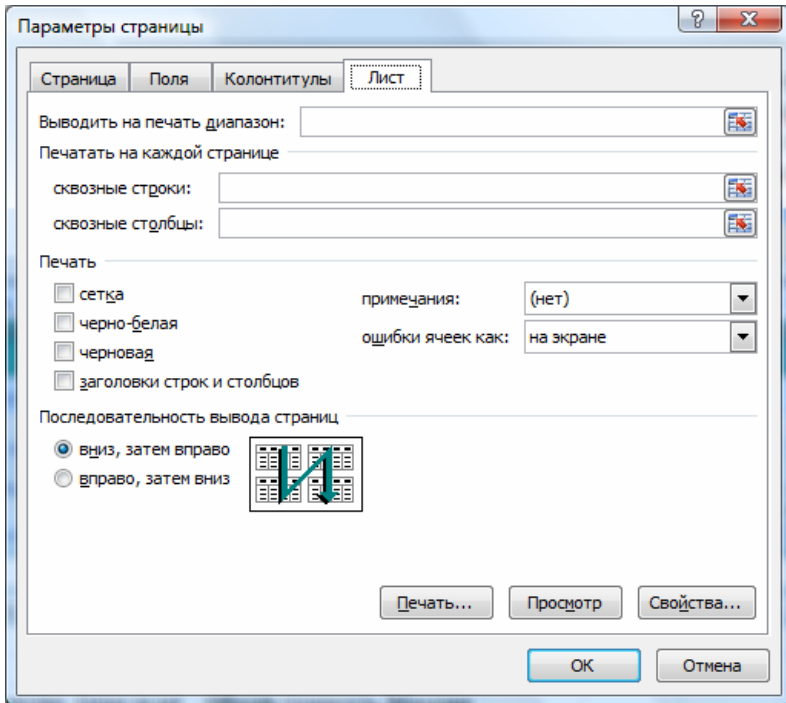 Параметры страницы
Страница Поля Колонтитулы Лист
Выводить на печать диапазон:
Печатать на каждой странице
сквозные строки:
сквозные столбцы:
Печать
сетка
примечания: (нет)
черно-белая
ошибки ячеек как: на экране
черновая
заголовки строк и столбцов
Последовательность вывода страниц
вниз, затем вправо
вправо, затем вниз
Печать... Просмотр Свойства...
ОК Отмена